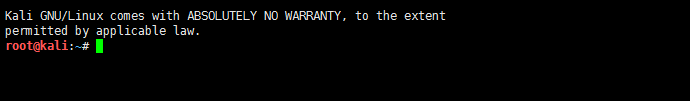 Kali GNU/Linux comes with ABSOLUTELY NO WARRANTY, to the extent
permitted by applicable law.
root@kali:~#